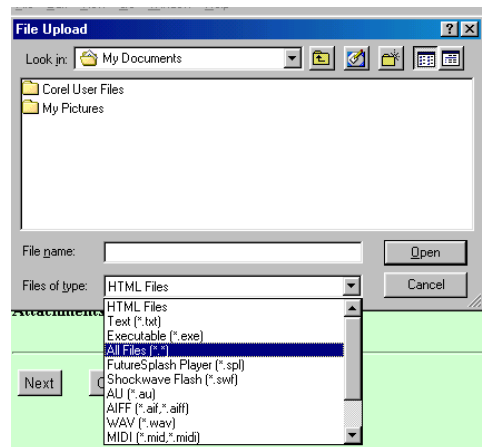 File Upload
Look in: My Documents
Corel User Files
My Pictures
File name: Open
Files of type: HTML Files Cancel
Attachments
HTML Files
Text (*.txt)
Executable (*.exe)
All Files (*.*)
FutureSplash Player (*.spl)
Shockwave Flash (*.swf)
Next
AU (*.au)
AIFF (*.aif,*.aiff)
WAV (*.wav)
MIDI (*.mid,*.midi)